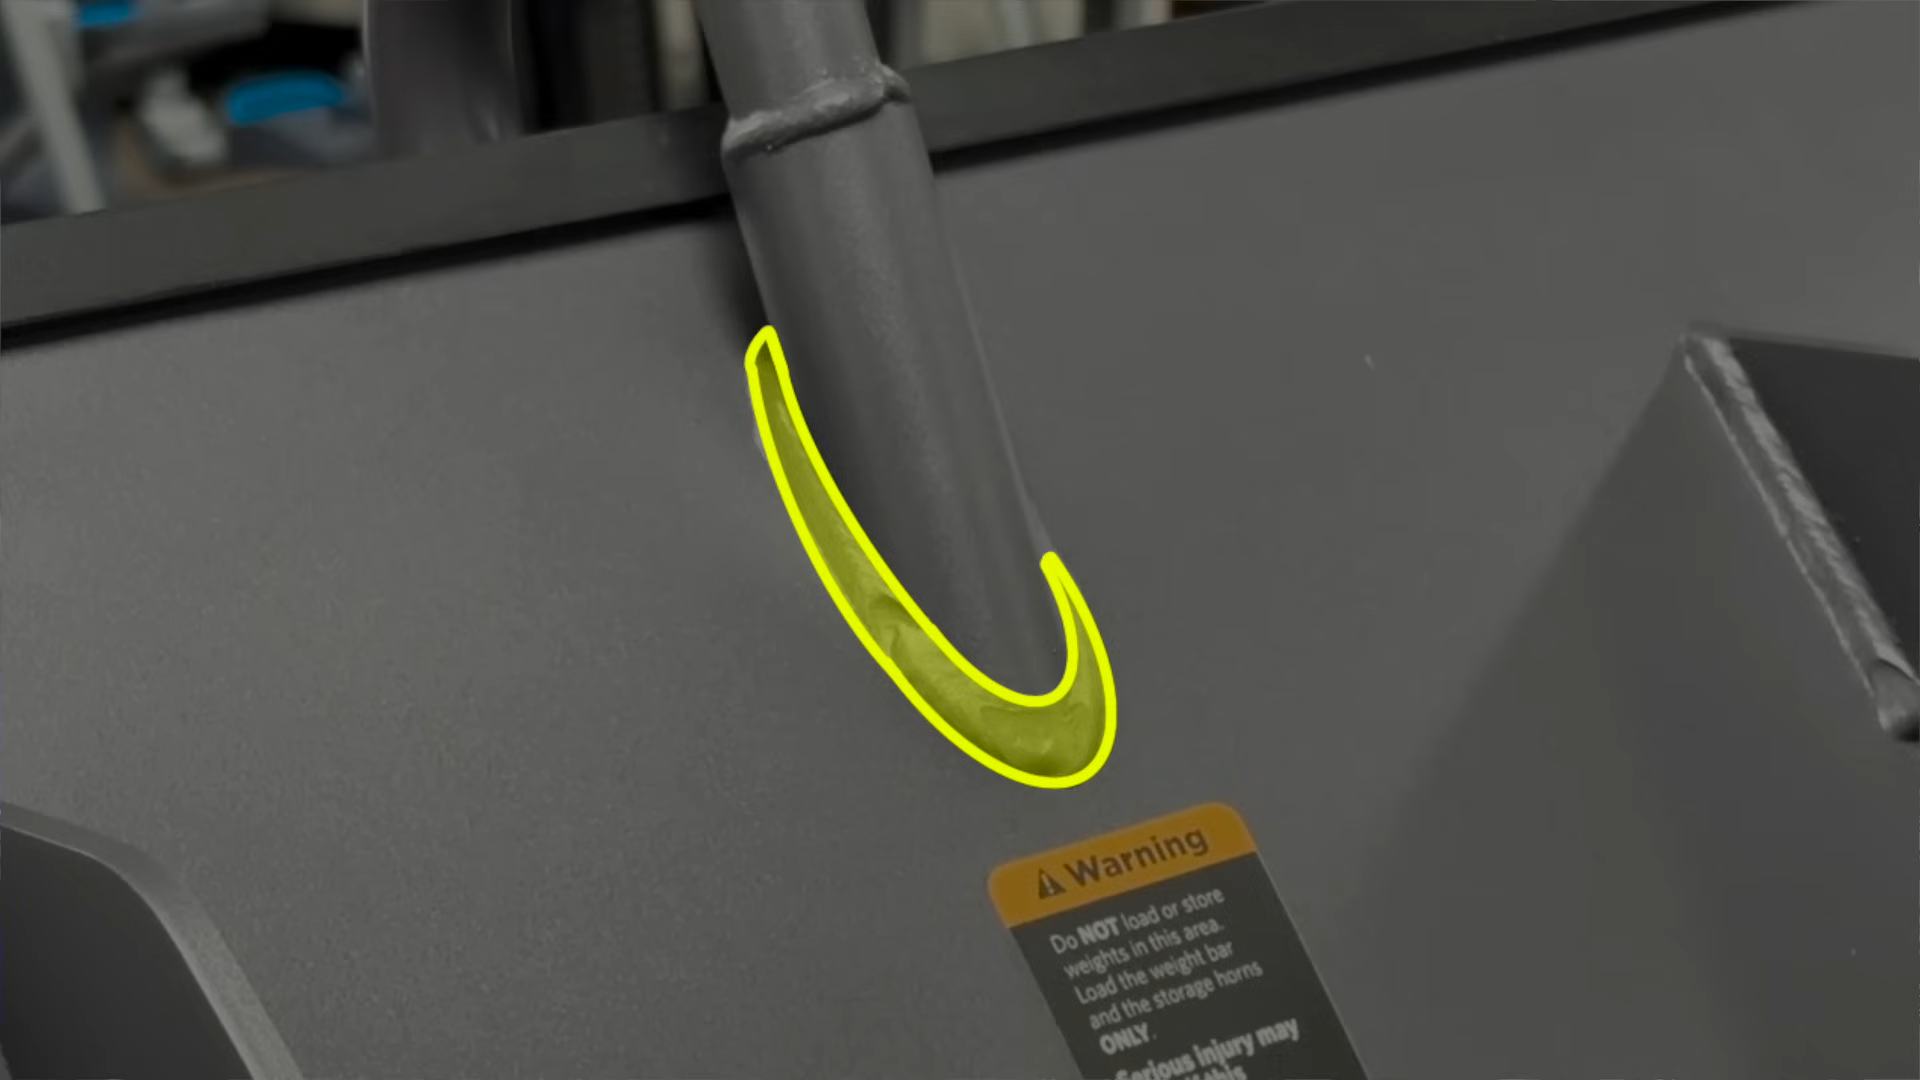 Warning
Do NOT load or store
weights in this area.
Load the weight bar
and the storage horns
ONLY.
Serious injury may
this